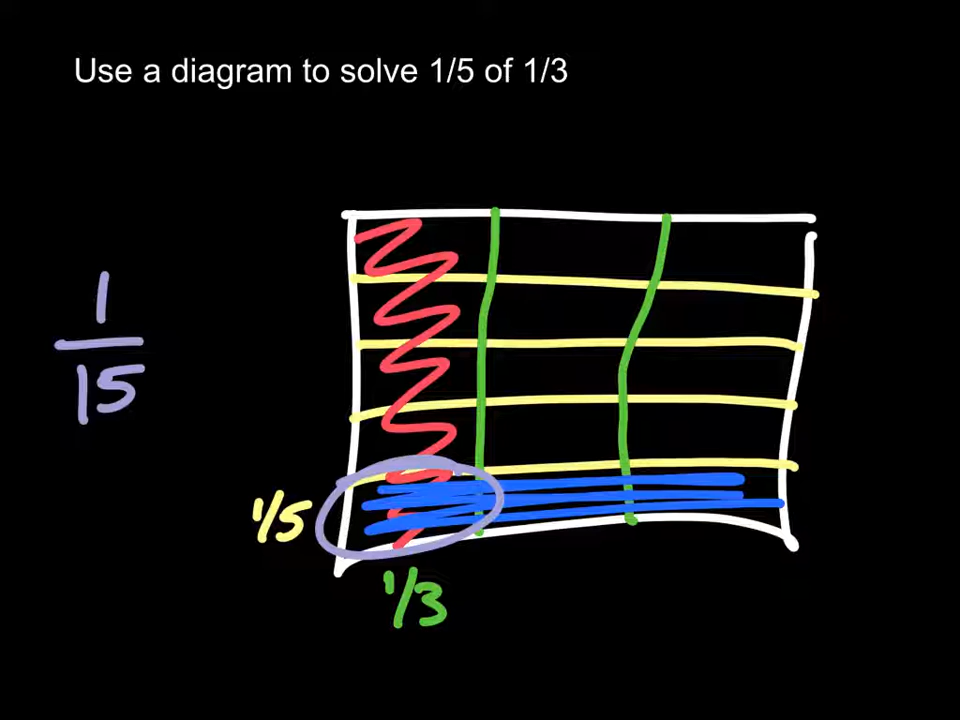 Use a diagram to solve 1/5 of 1/3
1
15
1/5
1/3